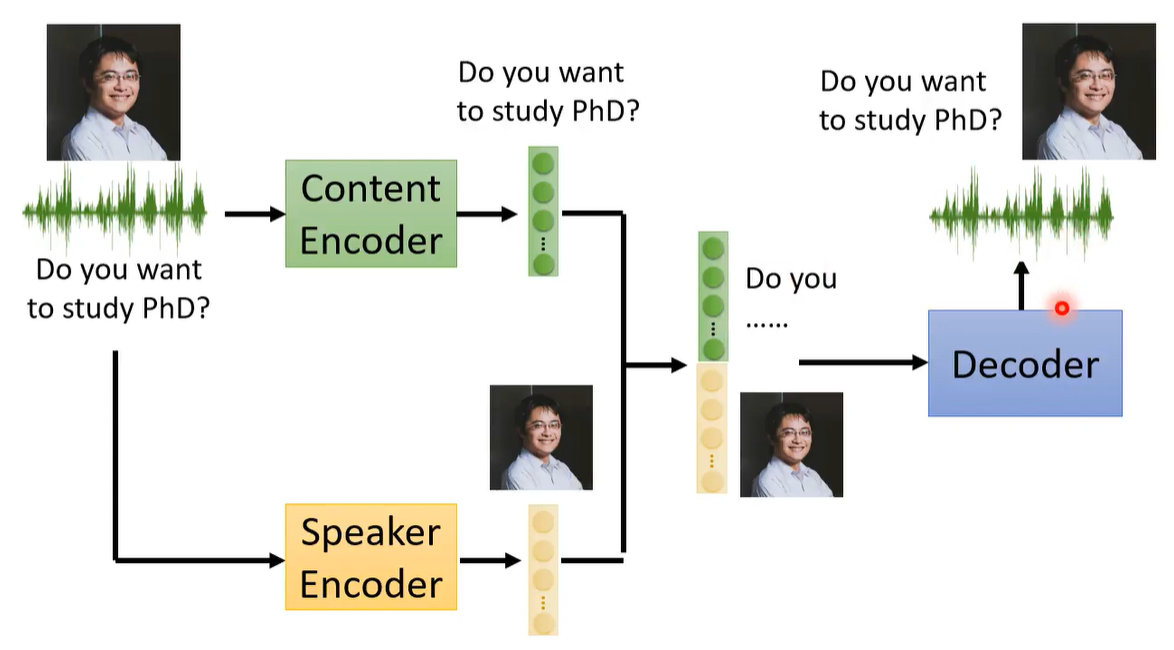 Do you want
to study PhD?
Content
Encoder
Do you want
to study PhD?
Speaker
Encoder
Do you
......
Decoder
Do you want
to study PhD?